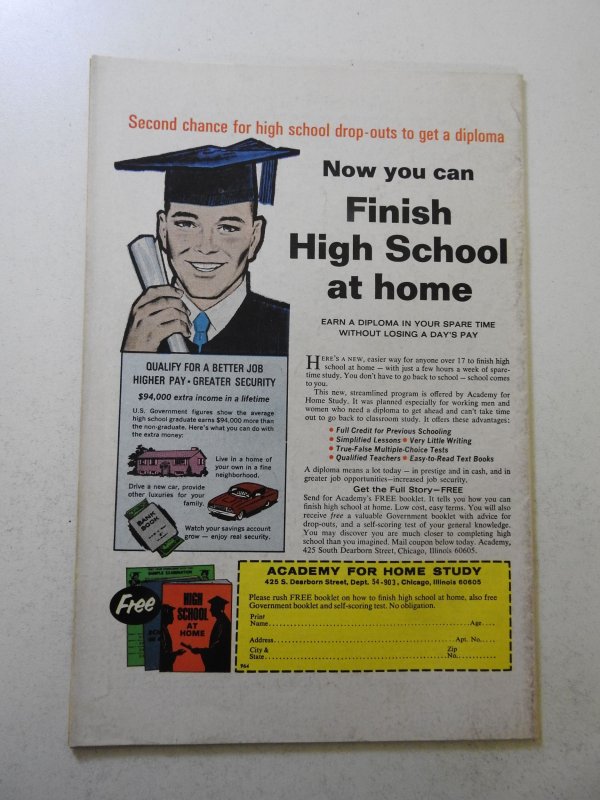 Second chance for high school drop-outs to get a diploma
Now you can
Finish
High School
at home
EARN A DIPLOMA IN YOUR SPARE TIME
WITHOUT LOSING A DAY'S PAY
QUALIFY FOR A BETTER JOB
HIGHER PAY • GREATER SECURITY
$94,000 extra income in a lifetime
U.S. Government figures show the average
high school graduate earns $94,000 more than
the non-graduate. Here's what you can do with
the extra money:
Live in a home of
your own in a fine
neighborhood.
Drive a new car, provide
other luxuries for your
family.
BANK
BOOK
Watch your savings account
grow — enjoy real security.
HERE'S A NEW, easier way for anyone over 17 to finish high
school at home — with just a few hours a week of spare-
time study. You don't have to go back to school — school comes
to you.
This new, streamlined program is offered by Academy for
Home Study. It was planned especially for working men and
women who need a diploma to get ahead and can't take time
out to go back to classroom study. It offers these advantages:
• Full Credit for Previous Schooling
• Simplified Lessons • Very Little Writing
• True-False Multiple-Choice Tests
• Qualified Teachers • Easy-to-Read Text Books
A diploma means a lot today — in prestige and in cash, and in
greater job opportunities—increased job security.
Get the Full Story—FREE
Send for Academy's FREE booklet. It tells you how you can
finish high school at home. Low cost, easy terms. You will also
receive free a valuable Government booklet with advice for
drop-outs, and a self-scoring test of your general knowledge.
You may discover you are much closer to completing high
school than you imagined. Mail coupon below today. Academy,
425 South Dearborn Street, Chicago, Illinois 60605.
Free
SAMPLE EXAMINATION
HIGH
SCHOOL
AT
HOME
ACADEMY FOR HOME STUDY
425 S. Dearborn Street, Dept. 54-903, Chicago, Illinois 60605
Please rush FREE booklet on how to finish high school at home, also free
Government booklet and self-scoring test. No obligation.
Print
Name Age
Address Apt. No.
City & Zip
State No.
P64